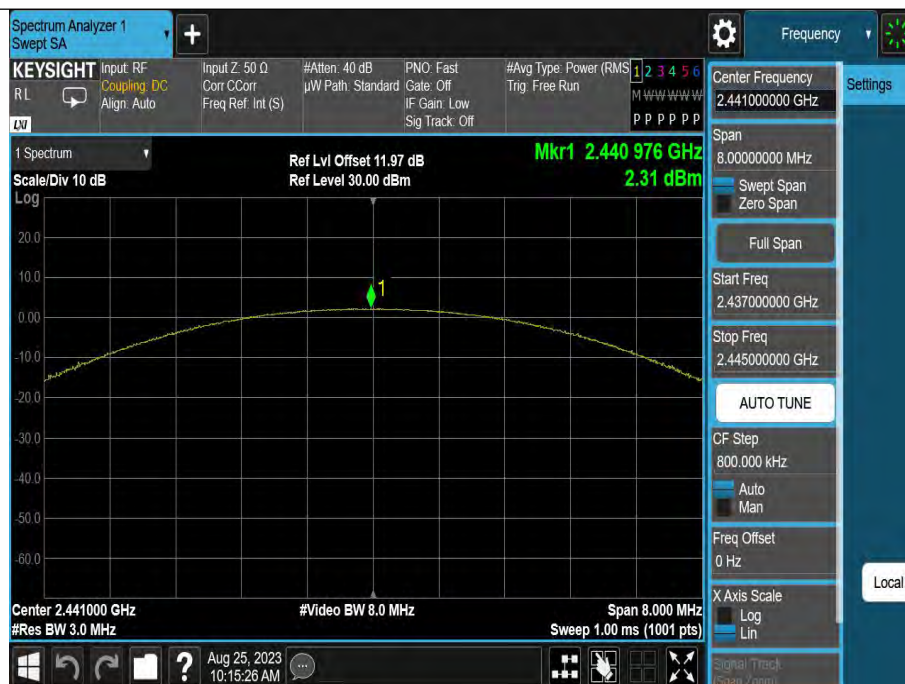 Spectrum Analyzer 1
Swept SA
Frequency
KEYSIGHT
RL
LXI
Input: RF
Coupling: DC
Align: Auto
Input Z: 50 Ω
Corr CCorr
Freq Ref: Int (S)
#Atten: 40 dB
µW Path: Standard
PNO: Fast
Gate: Off
IF Gain: Low
Sig Track: Off
#Avg Type: Power (RMS
Trig: Free Run
1 2 3 4 5 6
M W W W W W
P P P P P P
Center Frequency
2.441000000 GHz
Settings
Span
8.00000000 MHz
Swept Span
Zero Span
Full Span
Start Freq
2.437000000 GHz
Stop Freq
2.445000000 GHz
AUTO TUNE
CF Step
800.000 kHz
Auto
Man
Freq Offset
0 Hz
X Axis Scale
Log
Lin
Signal Track
(Span Zoom)
Local
1 Spectrum
Scale/Div 10 dB
Ref Lvl Offset 11.97 dB
Ref Level 30.00 dBm
Mkr1 2.440 976 GHz
2.31 dBm
Log
20.0
10.0
1
0.00
-10.0
-20.0
-30.0
-40.0
-50.0
-60.0
Center 2.441000 GHz
#Video BW 8.0 MHz
Span 8.000 MHz
#Res BW 3.0 MHz
Sweep 1.00 ms (1001 pts)
?
Aug 25, 2023
10:15:26 AM